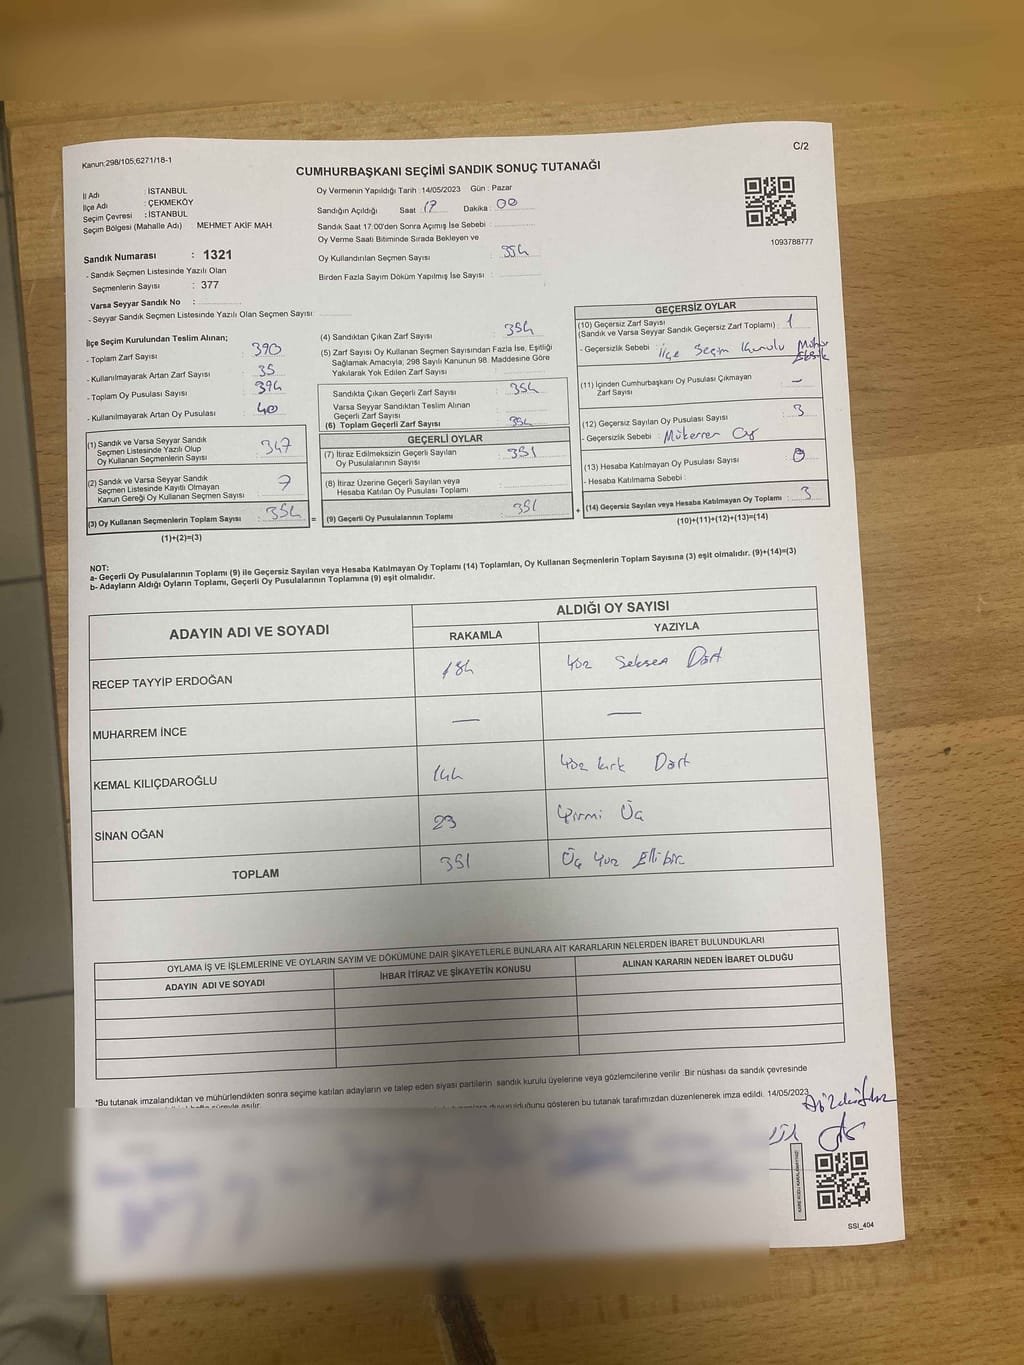 Kanun:298/105,6271/18-1
C/2
CUMHURBAŞKANI SEÇİMİ SANDIK SONUÇ TUTANAĞI
İl Adı : İSTANBUL
İlçe Adı : ÇEKMEKÖY
Seçim Çevresi : İSTANBUL
Seçim Bölgesi (Mahalle Adı) MEHMET AKİF MAH
Sandık Numarası : 1321
- Sandık Seçmen Listesinde Yazılı Olan
Seçmenlerin Sayısı : 377
Varsa Seyyar Sandık No :
- Seyyar Sandık Seçmen Listesinde Yazılı Olan Seçmen Sayısı:
Oy Vermenin Yapıldığı Tarih :14/05/2023 Gün : Pazar
Sandığın Açıldığı Saat : 17 Dakika : 00
Sandık Saat 17:00'den Sonra Açımış İse Sebebi :
Oy Verme Saati Bitiminde Sırada Bekleyen ve
Oy Kullandırılan Seçmen Sayısı : 354
Birden Fazla Sayım Döküm Yapılmış İse Sayısı :
1093788777
İlçe Seçim Kurulundan Teslim Alınan;
- Toplam Zarf Sayısı : 390
- Kullanılmayarak Artan Zarf Sayısı : 35
- Toplam Oy Pusulası Sayısı : 394
- Kullanılmayarak Artan Oy Pusulası : 40
(1) Sandık ve Varsa Seyyar Sandık
Seçmen Listesinde Yazılı Olup
Oy Kullanan Seçmenlerin Sayısı : 347
(2) Sandık ve Varsa Seyyar Sandık
Seçmen Listesinde Kayıtlı Olmayan
Kanun Gereği Oy Kullanan Seçmen Sayısı : 7
(3) Oy Kullanan Seçmenlerin Toplam Sayısı : 354 =
(1)+(2)=(3)
(4) Sandıktan Çıkan Zarf Sayısı : 354
(5) Zarf Sayısı Oy Kullanan Seçmen Sayısından Fazla İse, Eşitliği
Sağlamak Amacıyla; 298 Sayılı Kanunun 98. Maddesine Göre
Yakılarak Yok Edilen Zarf Sayısı :
Sandıkta Çıkan Geçerli Zarf Sayısı : 354
Varsa Seyyar Sandıktan Teslim Alınan
Geçerli Zarf Sayısı :
(6) Toplam Geçerli Zarf Sayısı : 354
GEÇERLİ OYLAR
(7) İtiraz Edilmeksizin Geçerli Sayılan
Oy Pusulalarının Sayısı : 351
(8) İtiraz Üzerine Geçerli Sayılan veya
Hesaba Katılan Oy Pusulası Toplamı :
(9) Geçerli Oy Pusulalarının Toplamı : 351 +
GEÇERSİZ OYLAR
(10) Geçersiz Zarf Sayısı
(Sandık ve Varsa Seyyar Sandık Geçersiz Zarf Toplamı) : 1
- Geçersizlik Sebebi : İlçe Seçim Kurulu Mühür
Eksik
(11) İçinden Cumhurbaşkanı Oy Pusulası Çıkmayan
Zarf Sayısı : —
(12) Geçersiz Sayılan Oy Pusulası Sayısı : 3
- Geçersizlik Sebebi : Mükerrer Oy
(13) Hesaba Katılmayan Oy Pusulası Sayısı : 0
- Hesaba Katılmama Sebebi :
(14) Geçersiz Sayılan veya Hesaba Katılmayan Oy Toplamı : 3
(10)+(11)+(12)+(13)=(14)
NOT:
a- Geçerli Oy Pusulalarının Toplamı (9) ile Geçersiz Sayılan veya Hesaba Katılmayan Oy Toplamı (14) Toplamları, Oy Kullanan Seçmenlerin Toplam Sayısına (3) eşit olmalıdır. (9)+(14)=(3)
b- Adayların Aldığı Oyların Toplamı, Geçerli Oy Pusulalarının Toplamına (9) eşit olmalıdır.
ADAYIN ADI VE SOYADI
ALDIĞI OY SAYISI
RAKAMLA YAZIYLA
RECEP TAYYİP ERDOĞAN 184 Yüz Seksen Dört
MUHARREM İNCE — —
KEMAL KILIÇDAROĞLU 144 Yüz kırk Dört
SİNAN OĞAN 23 Yirmi Üç
TOPLAM 351 Üç Yüz Elli bir
OYLAMA İŞ VE İŞLEMLERİNE VE OYLARIN SAYIM VE DÖKÜMÜNE DAİR ŞİKAYETLERLE BUNLARA AİT KARARLARIN NELERDEN İBARET BULUNDUKLARI
ADAYIN ADI VE SOYADI İHBAR İTİRAZ VE ŞİKAYETİN KONUSU ALINAN KARARIN NEDEN İBARET OLDUĞU
*Bu tutanak imzalandıktan ve mühürlendikten sonra seçime katılan adayların ve talep eden siyasi partilerin sandık kurulu üyelerine veya gözlemcilerine verilir .Bir nüshası da sandık çevresinde
süreyle asılır.
duyurulduğunu gösteren bu tutanak tarafımızdan düzenlenerek imza edildi. 14/05/2023
SSI_404